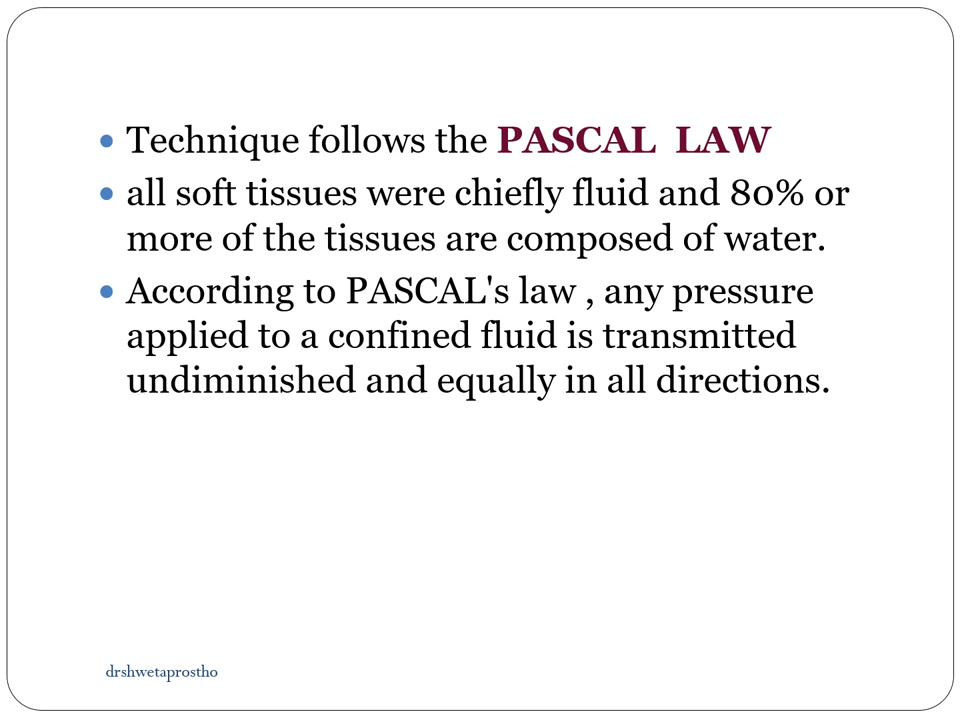 Technique follows the PASCAL LAW
all soft tissues were chiefly fluid and 80% or
more of the tissues are composed of water.
According to PASCAL's law , any pressure
applied to a confined fluid is transmitted
undiminished and equally in all directions.
drshwetaprostho